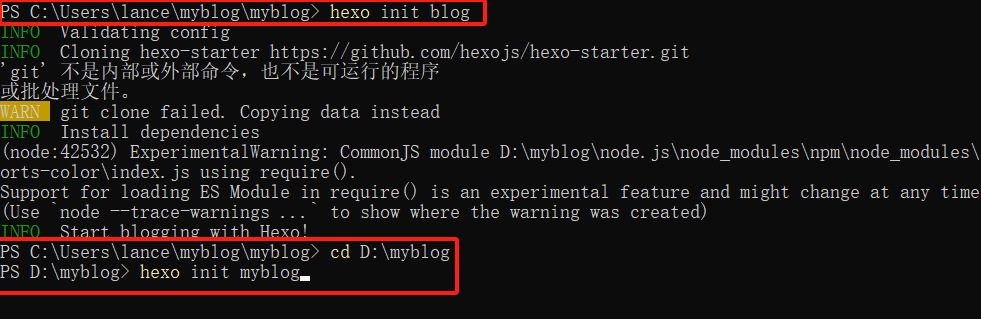 PS C:\Users\lance\myblog\myblog> hexo init blog
INFO  Validating config
INFO  Cloning hexo-starter https://github.com/hexojs/hexo-starter.git
'git' 不是内部或外部命令，也不是可运行的程序
或批处理文件。
WARN  git clone failed. Copying data instead
INFO  Install dependencies
(node:42532) ExperimentalWarning: CommonJS module D:\myblog\node.js\node_modules\npm\node_modules\
orts-color\index.js using require().
Support for loading ES Module in require() is an experimental feature and might change at any time
(Use `node --trace-warnings ...` to show where the warning was created)
INFO  Start blogging with Hexo!
PS C:\Users\lance\myblog\myblog> cd D:\myblog
PS D:\myblog> hexo init myblog